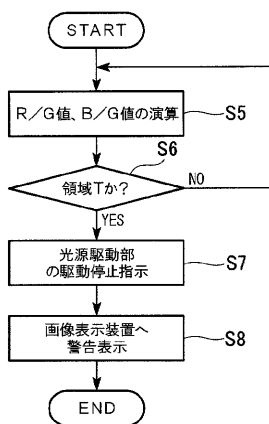 START
R／G値、B／G値の演算
S5
S6
領域Tか?
NO
YES
光源駆動部
の駆動停止指示
S7
画像表示装置へ
警告表示
S8
END